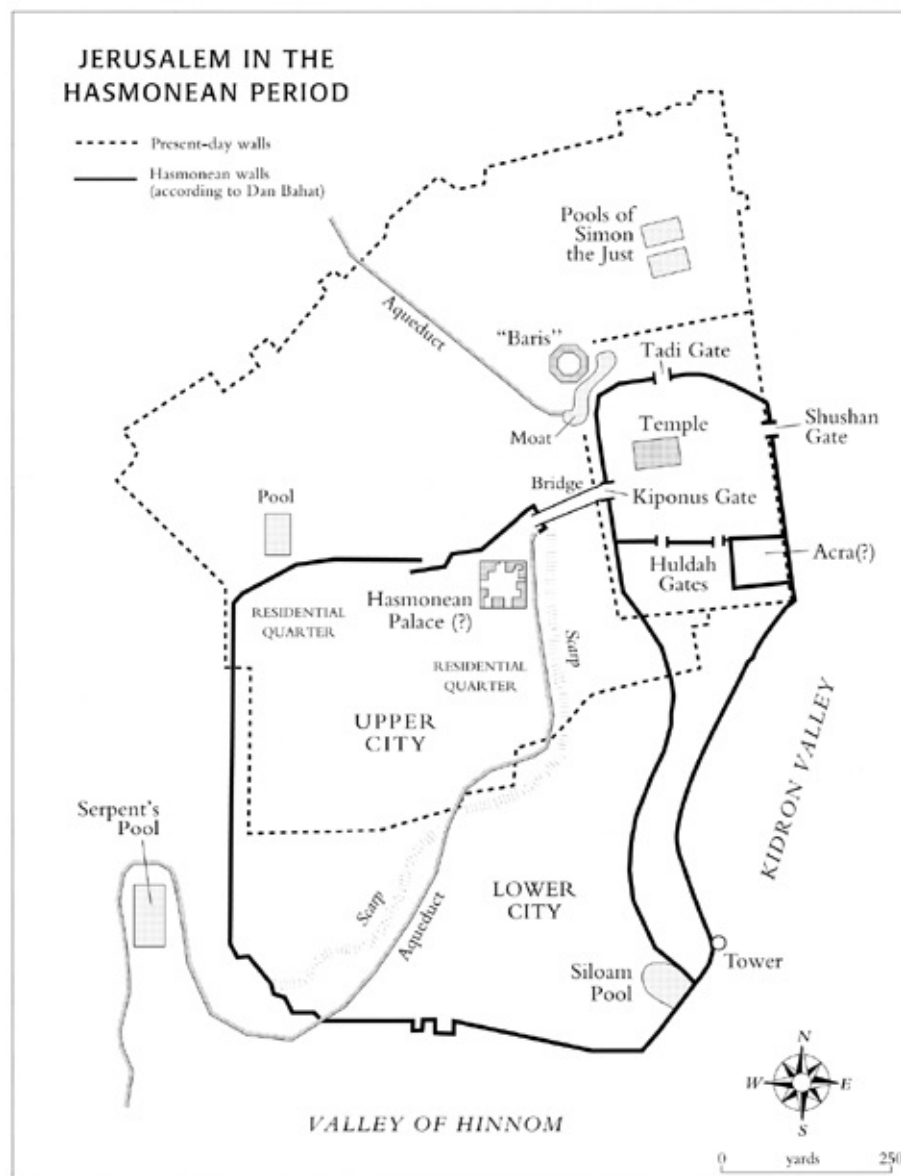 JERUSALEM IN THE
HASMONEAN PERIOD
Present-day walls
Hasmonean walls
(according to Dan Bahat)
Pools of
Simon
the Just
Aqueduct
"Baris"
Tadi Gate
Moat
Temple
Shushan
Gate
Pool
Bridge
Kiponus Gate
Huldah
Gates
Acra(?)
Hasmonean
Palace (?)
RESIDENTIAL
QUARTER
Scarp
RESIDENTIAL
QUARTER
UPPER
CITY
KIDRON VALLEY
Serpent's
Pool
LOWER
CITY
Scarp
Aqueduct
Siloam
Pool
Tower
N
W
E
S
VALLEY OF HINNOM
0 yards 250